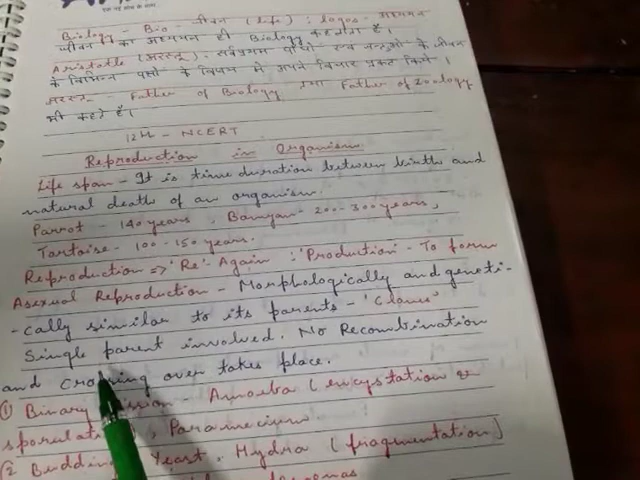 Biology - Bio - जीवन (life) : logos - अध्ययन
जीवन का अध्ययन ही Biology कहलाता है।
Aristotle (अरस्तू) - सर्वप्रथम पौधो एवं जन्तुओं के जीवन
के विभिन्न पक्षों के विषय में अपने विचार प्रकट किये।
अरस्तू - Father of Biology तथा Father of Zoology
भी कहते हैं।
12th - NCERT
Reproduction in Organism
Life span - It is time duration between birth and
natural death of an organism.
Parrot - 140 years, Banyan - 200-300 years,
Tortoise - 100-150 years.
Reproduction => 'Re' - Again : 'Production' - To form
Asexual Reproduction - Morphologically and geneti-
-cally similar to its parents - 'Clones'
Single parent involved. No Recombination
and crossing over takes place.
① Binary fission - Amoeba (encystation &
), Paramecium
② Budding Yeast, Hydra (fragmentation)